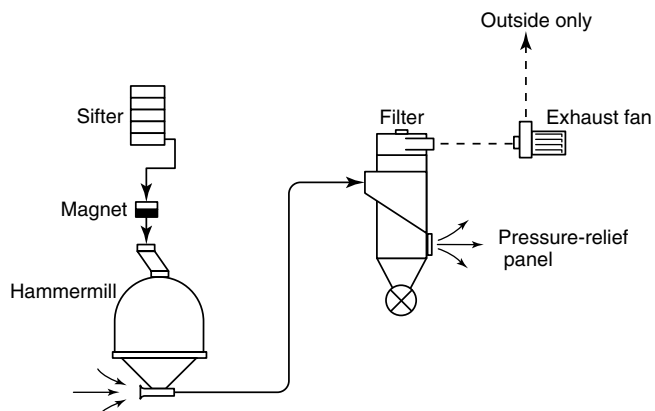 Outside only
Sifter
Filter
Exhaust fan
Magnet
Pressure-relief
panel
Hammermill